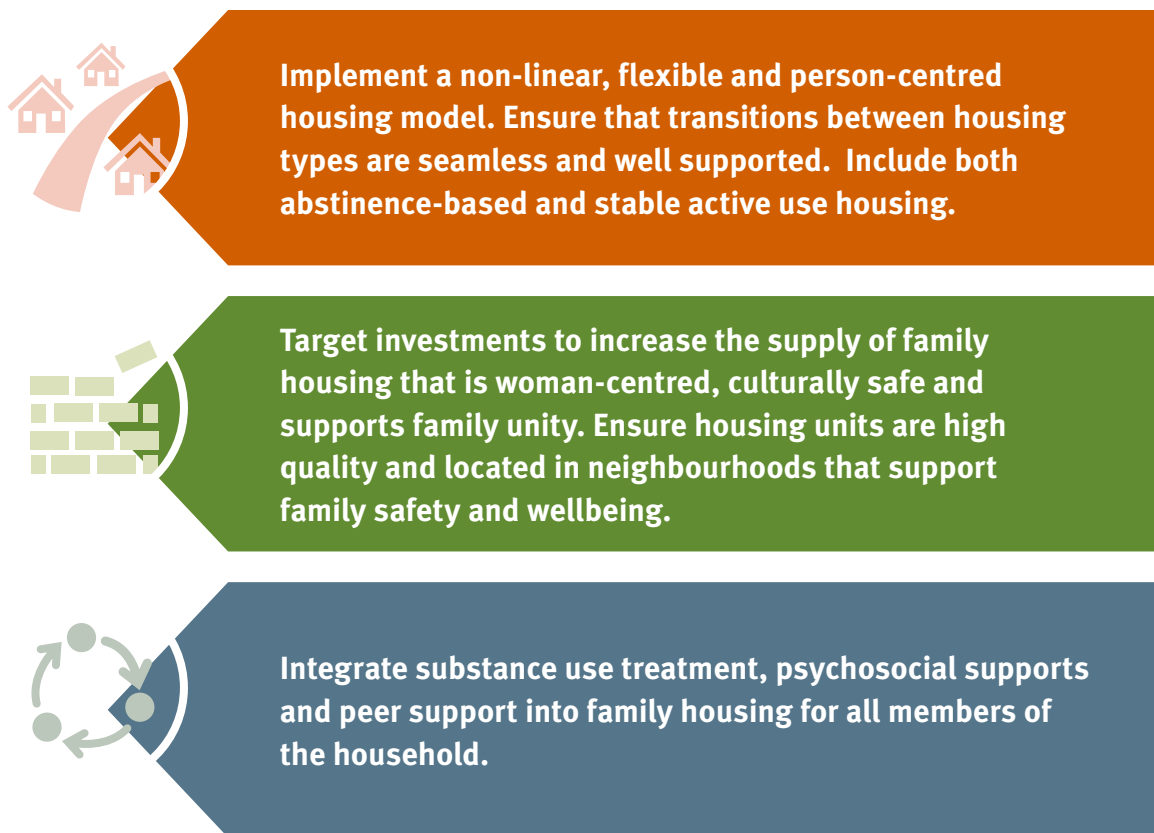 Implement a non-linear, flexible and person-centred
housing model. Ensure that transitions between housing
types are seamless and well supported.  Include both
abstinence-based and stable active use housing.
Target investments to increase the supply of family
housing that is woman-centred, culturally safe and
supports family unity. Ensure housing units are high
quality and located in neighbourhoods that support
family safety and wellbeing.
Integrate substance use treatment, psychosocial supports
and peer support into family housing for all members of
the household.